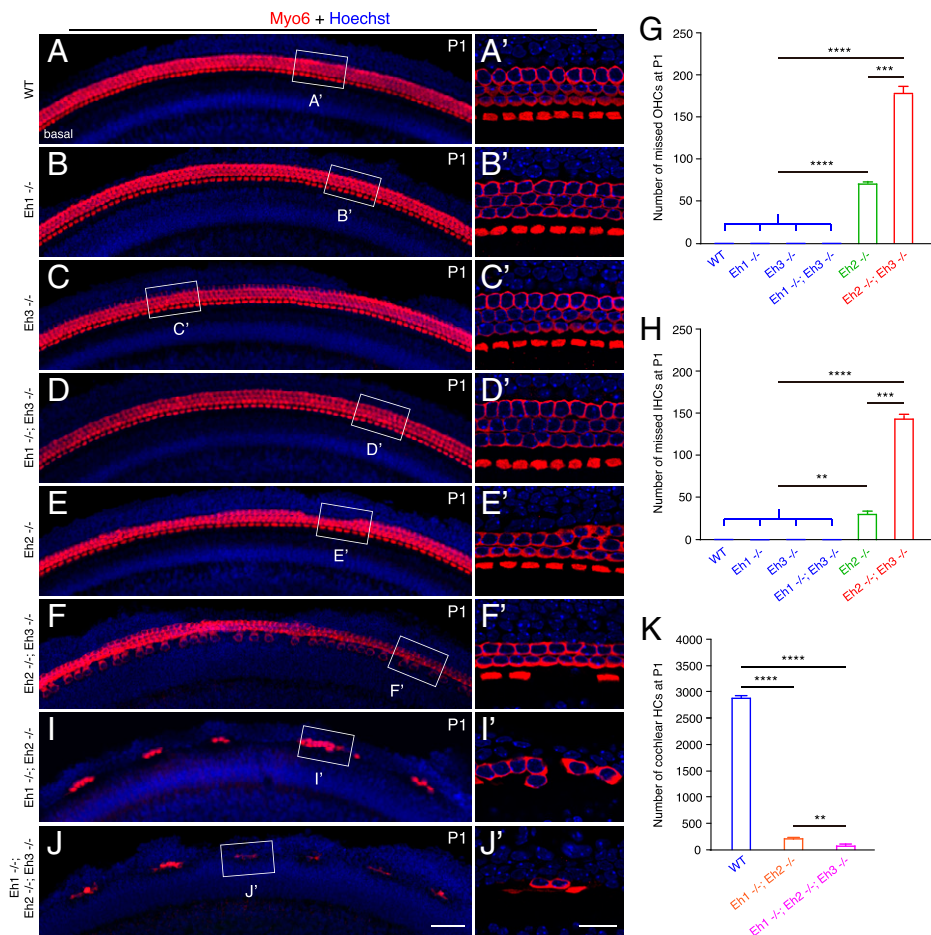 Myo6 + Hoechst
WT
A
P1
A'
basal
A'
Eh1 -/-
B
P1
B'
B'
Eh3 -/-
C
P1
C'
C'
Eh1 -/-; Eh3 -/-
D
P1
D'
D'
Eh2 -/-
E
P1
E'
E'
Eh2 -/-; Eh3 -/-
F
P1
F'
F'
Eh1 -/-; Eh2 -/-
I
P1
I'
I'
Eh1 -/-;
Eh2 -/-; Eh3 -/-
J
P1
J'
J'
G
Number of missed OHCs at P1
250
200
150
100
50
0
****
***
****
WT
Eh1 -/-
Eh3 -/-
Eh1 -/-; Eh3 -/-
Eh2 -/-
Eh2 -/-; Eh3 -/-
H
Number of missed IHCs at P1
250
200
150
100
50
0
****
***
**
WT
Eh1 -/-
Eh3 -/-
Eh1 -/-; Eh3 -/-
Eh2 -/-
Eh2 -/-; Eh3 -/-
K
Number of cochlear HCs at P1
4000
3500
3000
2500
2000
1500
1000
500
0
****
****
**
WT
Eh1 -/-; Eh2 -/-
Eh1 -/-; Eh2 -/-; Eh3 -/-